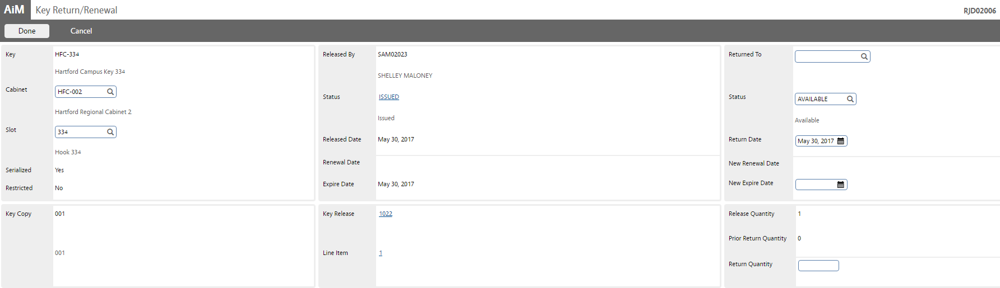 AiM Key Return/Renewal RJD02006
Done Cancel
Key HFC-334
Hartford Campus Key 334
Cabinet HFC-002
Hartford Regional Cabinet 2
Slot 334
Hook 334
Serialized Yes
Restricted No
Released By SAM02023
SHELLEY MALONEY
Status ISSUED
Issued
Released Date May 30, 2017
Renewal Date
Expire Date May 30, 2017
Returned To
Status AVAILABLE
Available
Return Date May 30, 2017
New Renewal Date
New Expire Date
Key Copy 001
001
Key Release 1022
Line Item 1
Release Quantity 1
Prior Return Quantity 0
Return Quantity